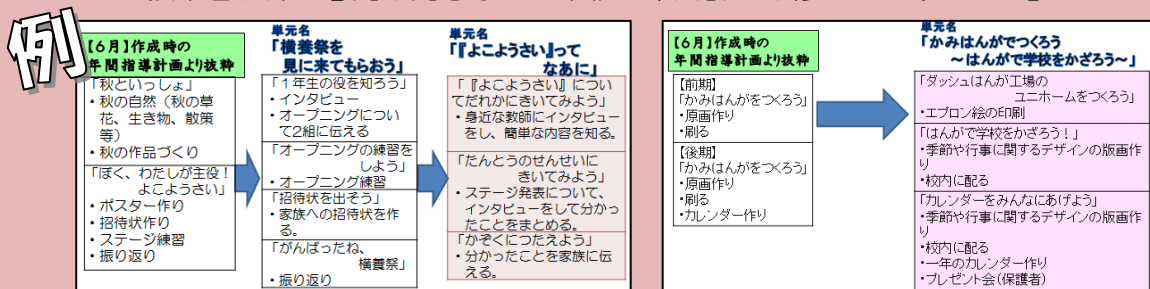 例
【6月】作成時の
年間指導計画より抜粋
「秋といっしょ」
・秋の自然（秋の草
花、生き物、散策
等）
・秋の作品づくり
「ぼく、わたしが主役！
よこようさい」
・ポスター作り
・招待状作り
・ステージ練習
・振り返り
単元名
「横養祭を
見に来てもらおう」
「１年生の役を知ろう」
・インタビュー
・オープニングについ
て2組に伝える
「オープニングの練習を
しよう」
・オープニング練習
「招待状を出そう」
・家族への招待状を作
る。
「がんばったね、
横養祭」
・振り返り
単元名
「『よこようさい』って
なあに」
「『よこようさい』につい
てだれかにきいてみよう」
・身近な教師にインタビュー
をし、簡単な内容を知る。
「たんとうのせんせいに
きいてみよう」
・ステージ発表について、
インタビューをして分かっ
たことをまとめる。
「かぞくにつたえよう」
・分かったことを家族に伝
える。
【6月】作成時の
年間指導計画より抜粋
【前期】
「かみはんがをつくろう」
・原画作り
・刷る
【後期】
「かみはんがをつくろう」
・原画作り
・刷る
・カレンダー作り
単元名
「かみはんがでつくろう
～はんがで学校をかざろう～」
「ダッシュはんが工場の
ユニホームをつくろう」
・エプロン絵の印刷
「はんがで学校をかざろう！」
・季節や行事に関するデザインの版画作
り
・校内に配る
「カレンダーをみんなにあげよう」
・季節や行事に関するデザインの版画作
り
・校内に配る
・一年のカレンダー作り
・プレゼント会（保護者）